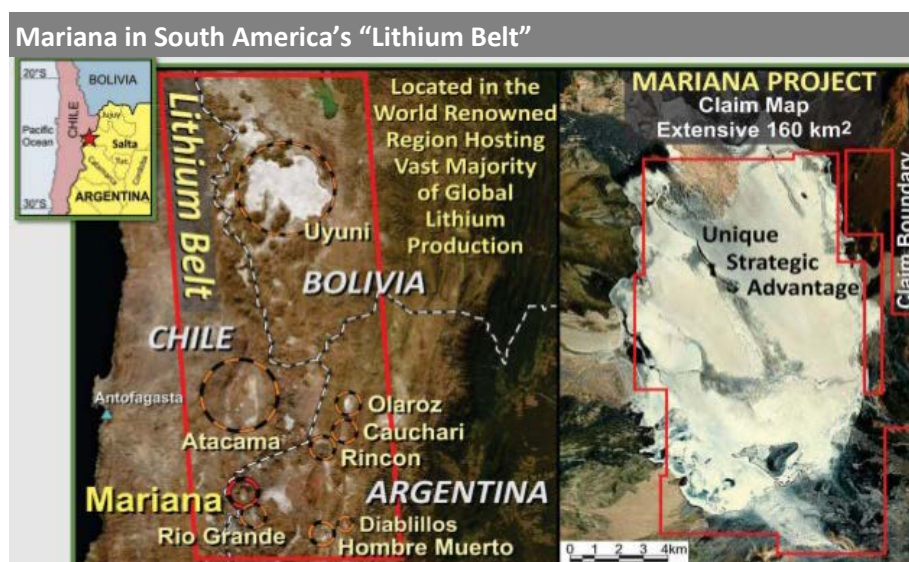 Mariana in South America's “Lithium Belt”
20°S
BOLIVIA
Pacific
Ocean
CHILE
Jujuy
Salta
Tuc.
Catamarca
Cordoba
ARGENTINA
30°S
Lithium Belt
Located in the
World Renowned
Region Hosting
Vast Majority
of Global
Lithium
Production
Uyuni
BOLIVIA
CHILE
Antofagasta
Atacama
Olaroz
Cauchari
Rincon
Mariana
ARGENTINA
Rio Grande
Diablillos
Hombre Muerto
MARIANA PROJECT
Claim Map
Extensive 160 km²
Unique
Strategic
Advantage
Claim Boundary
0 1 2 3 4km